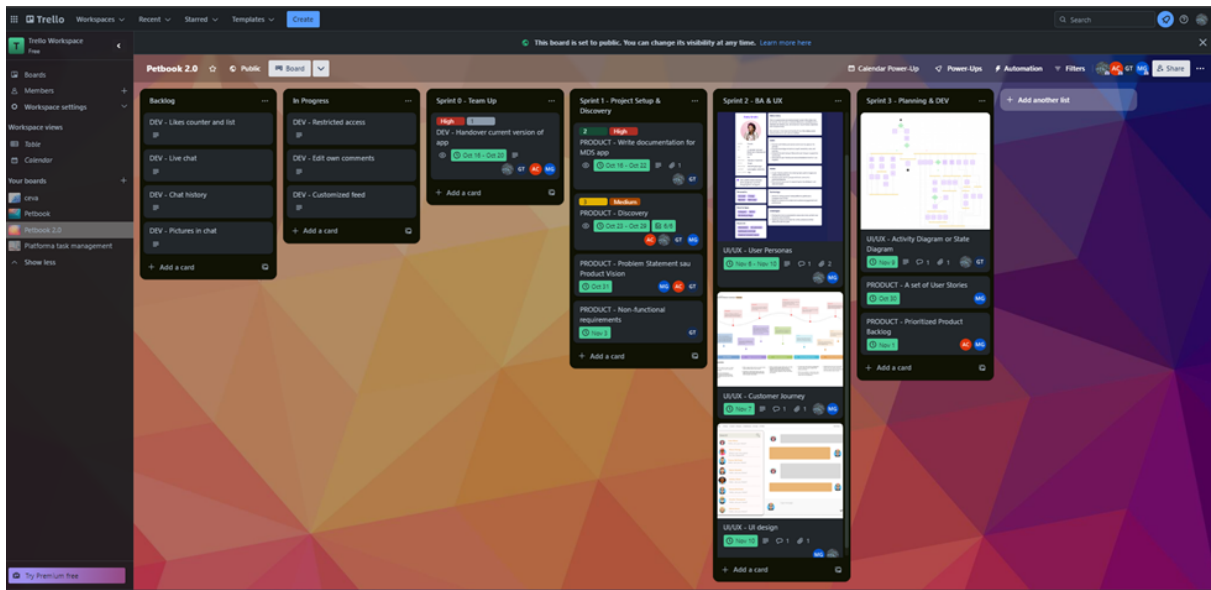 Trello
Workspaces
Recent
Starred
Templates
Create
Search
T
Trello Workspace
Free
This board is set to public. You can change its visibility at any time. Learn more here
Boards
Members
Workspace settings
Workspace views
Table
Calendar
Your boards
ceva
Petbook
Petbook 2.0
Platforma task management
Show less
Try Premium free
Petbook 2.0
Public
Board
Calendar Power-Up
Power-Ups
Automation
Filters
AC
GT
MG
Share
Backlog
DEV - Likes counter and list
DEV - Live chat
DEV - Chat history
DEV - Pictures in chat
+ Add a card
In Progress
DEV - Restricted access
DEV - Edit own comments
DEV - Customized feed
+ Add a card
Sprint 0 - Team Up
High 1
DEV - Handover current version of
app
Oct 16 - Oct 20
GT AC MG
+ Add a card
Sprint 1 - Project Setup &
Discovery
2 High
PRODUCT - Write documentation for
MDS app
Oct 16 - Oct 22 1
GT
3 Medium
PRODUCT - Discovery
Oct 22 - Oct 29 6/6
AC GT MG
PRODUCT - Problem Statement sau
Product Vision
Oct 31
MG AC GT
PRODUCT - Non-functional
requirements
Nov 5
GT
+ Add a card
Sprint 2 - BA & UX
UI/UX - User Personas
Nov 8 - Nov 10 1 2
MG
UI/UX - Customer Journey
Nov 7 1 1
MG
UI/UX - UI design
Nov 10 1 1
MG
+ Add a card
Sprint 3 - Planning & DEV
UI/UX - Activity Diagram or State
Diagram
Nov 9 1 1
GT
PRODUCT - A set of User Stories
Oct 30
MG
PRODUCT - Prioritized Product
Backlog
Nov 1
AC MG
+ Add a card
+ Add another list